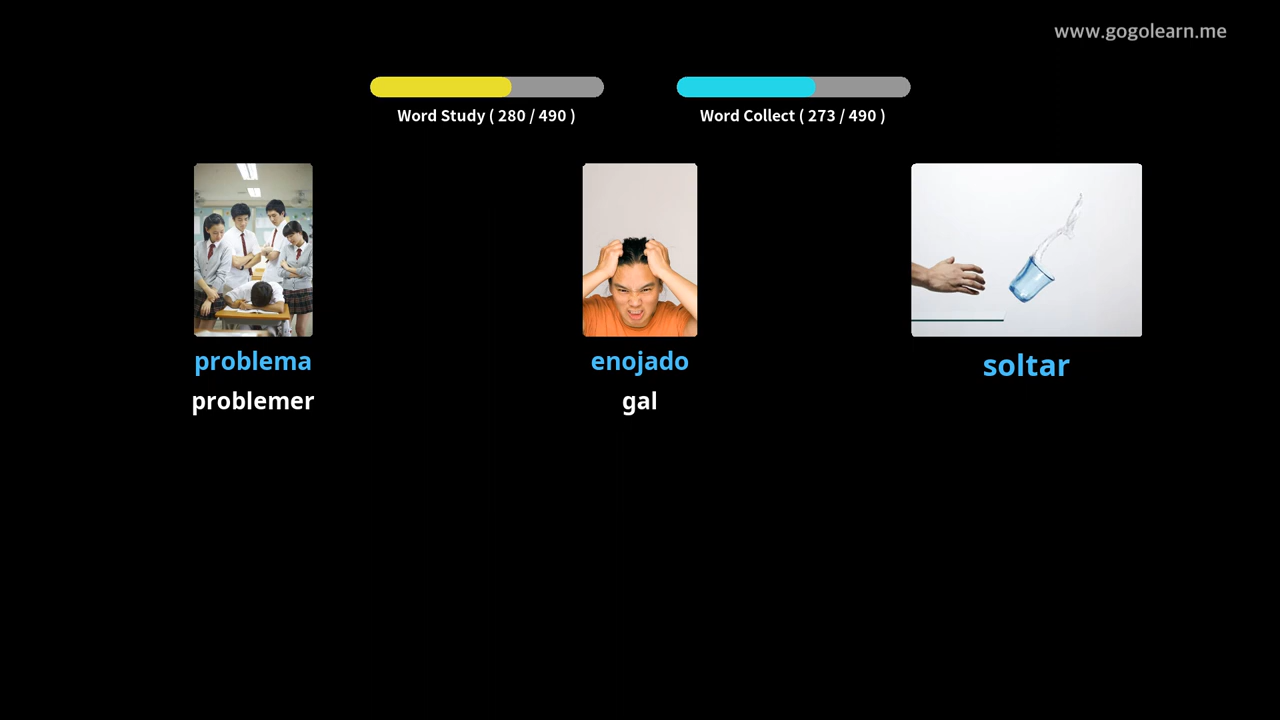 www.gogolearn.me
Word Study ( 280 / 490 )
Word Collect ( 273 / 490 )
problema
problemer
enojado
gal
soltar